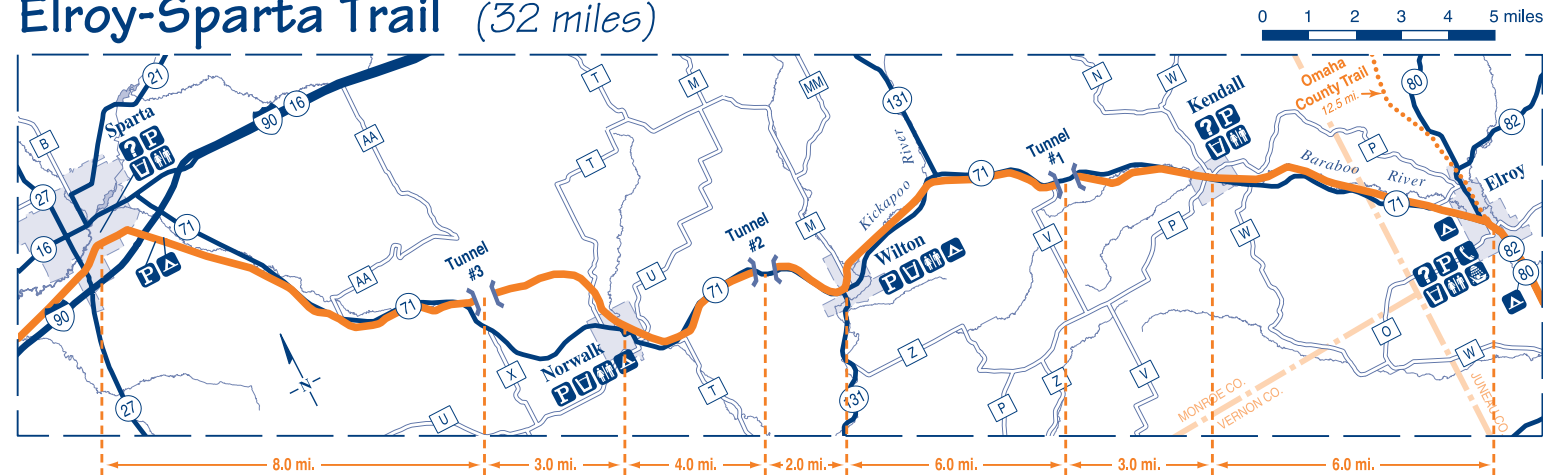 Elroy-Sparta Trail (32 miles)
0 1 2 3 4 5 miles
21
Sparta
B
27
16
90
71
90
16
AA
AA
27
Tunnel
#3
71
X
U
Norwalk
T
T
M
MM
U
T
71
Tunnel
#2
M
131
Kickapoo River
Wilton
131
71
Z
Tunnel
#1
N
W
V
P
Z
P
V
Kendall
W
Omaha
County Trail
12.5 mi.
80
82
P
Baraboo River
71
Elroy
82
80
O
W
MONROE CO.
VERNON CO.
JUNEAU CO.
N
8.0 mi.
3.0 mi.
4.0 mi.
2.0 mi.
6.0 mi.
3.0 mi.
6.0 mi.